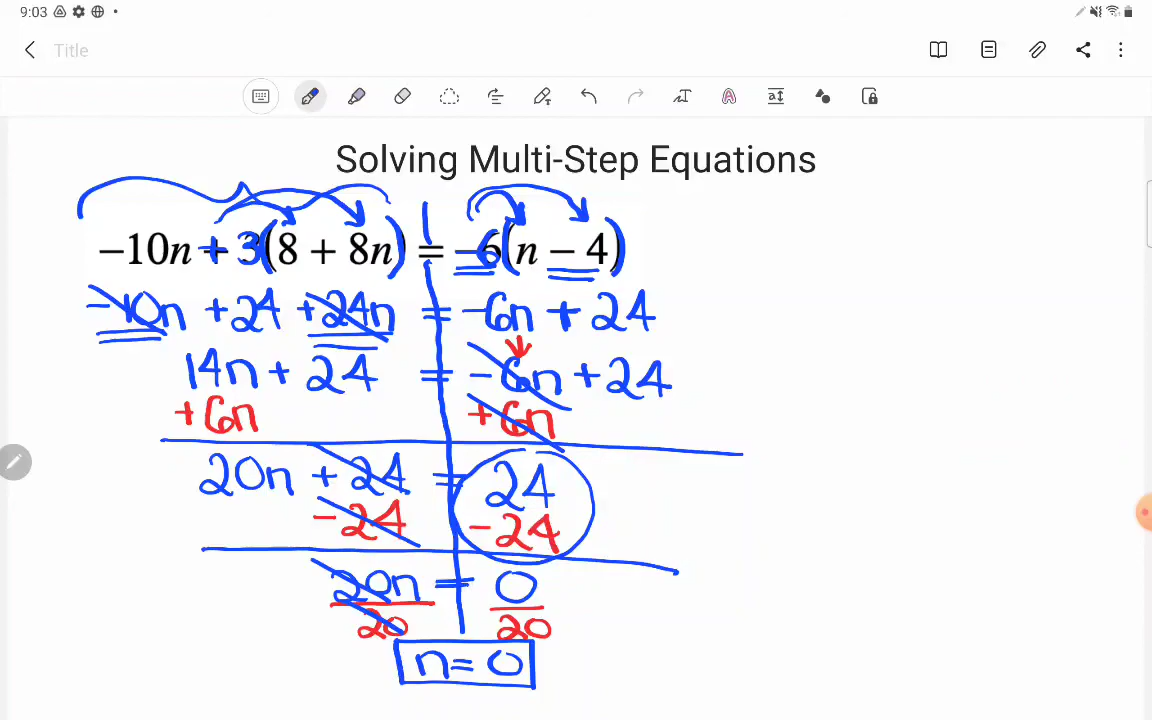 9:03
Title
Solving Multi-Step Equations
−10n + 3(8 + 8n) = −6(n − 4)
−10n + 24 + 24n = −6n + 24
14n + 24 = −6n + 24
+6n +6n
20n + 24 = 24
−24 −24
20n = 0
20 20
n = 0